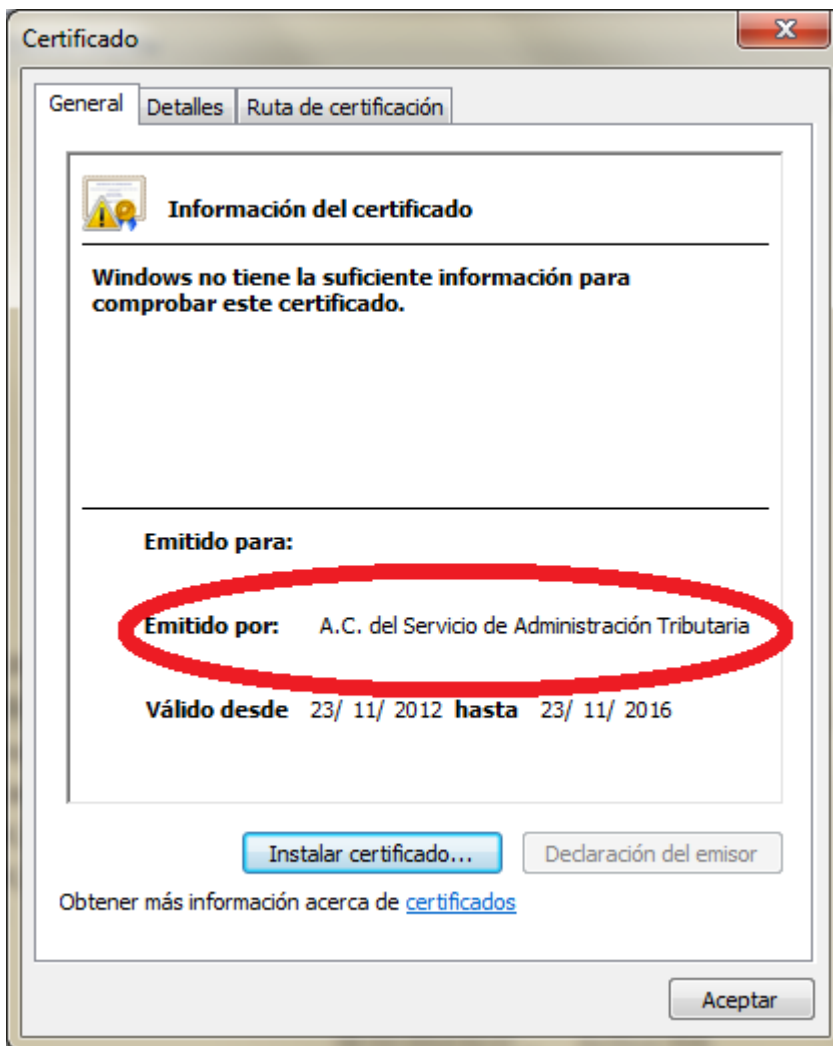 Certificado
General Detalles Ruta de certificación
Información del certificado
Windows no tiene la suficiente información para
comprobar este certificado.
Emitido para:
Emitido por: A.C. del Servicio de Administración Tributaria
Válido desde 23/ 11/ 2012 hasta 23/ 11/ 2016
Instalar certificado... Declaración del emisor
Obtener más información acerca de certificados
Aceptar